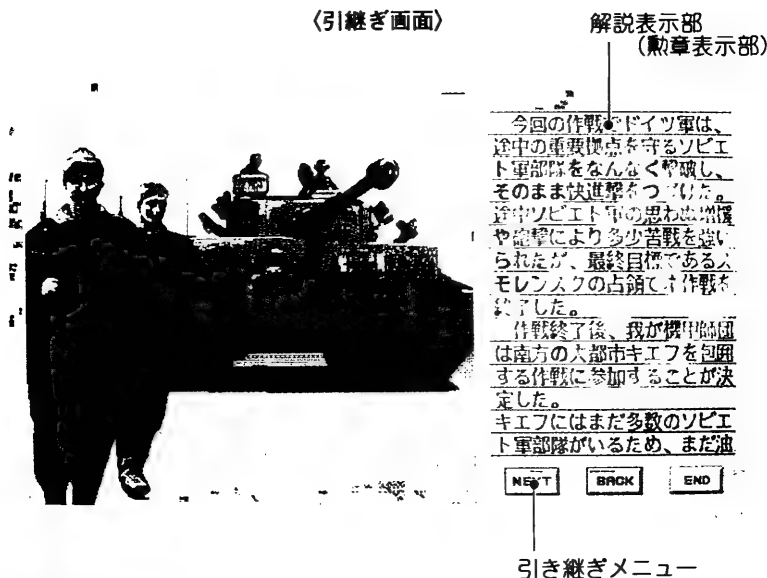 〈引継ぎ画面〉
解説表示部
(勲章表示部)
今回の作戦でドイツ軍は、
途中の重要拠点を守るソビエ
ト軍部隊をなんなく撃破し、
そのまま快進撃をつづけた。
途中ソビエト軍の思わぬ増援
や砲撃により多少苦戦を強い
られたが、最終目標であるス
モレンスクの占領で本作戦を
終了した。
作戦終了後、我が機甲師団
は南方の大都市キエフを包囲
する作戦に参加することが決
定した。
キエフにはまだ多数のソビエ
ト軍部隊がいるため、まだ油
NEXT BACK END
引き継ぎメニュー